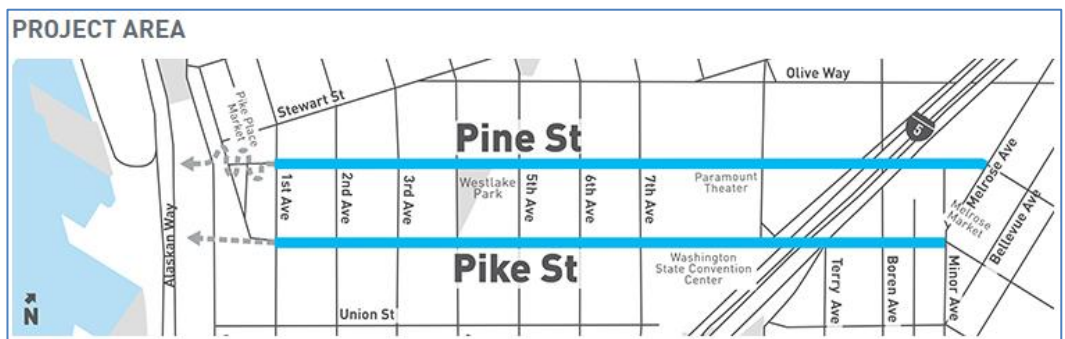 PROJECT AREA
Olive Way
Stewart St
Pike Place
Market
5
Pine St
1st Ave
2nd Ave
3rd Ave
Westlake
Park
5th Ave
6th Ave
7th Ave
Paramount
Theater
Melrose Ave
Melrose
Market
Bellevue Ave
Alaskan Way
Pike St
Washington
State Convention
Center
Terry Ave
Boren Ave
Minor Ave
N
Union St